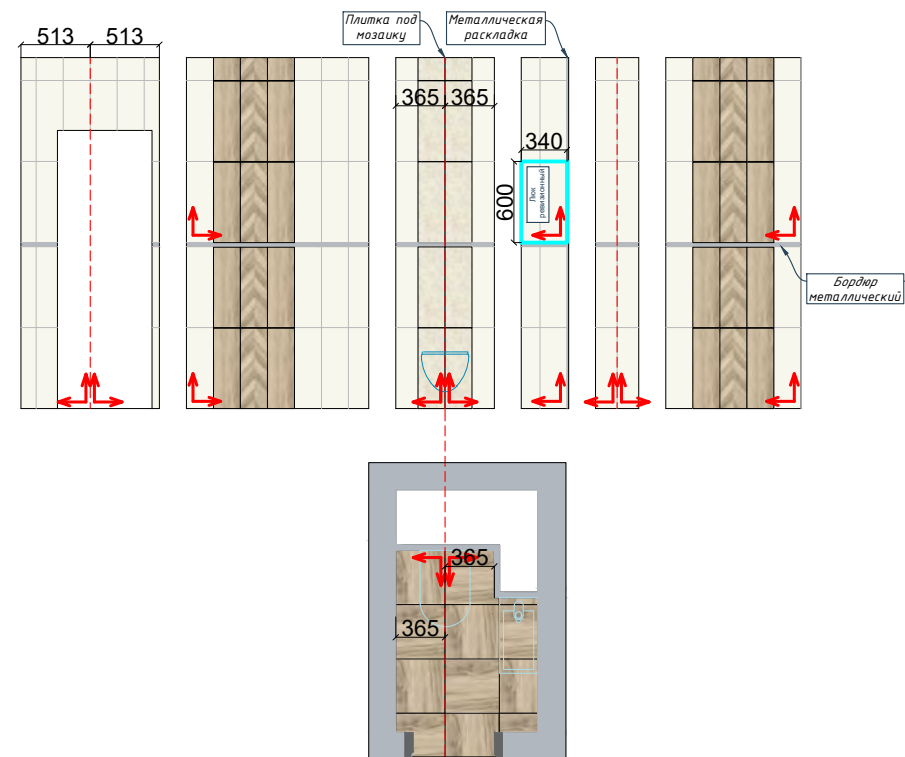 Плитка под
мозаику
Металлическая
раскладка
513
513
365
365
340
600
Люк
ревизионный
Бордюр
металлический
365
365